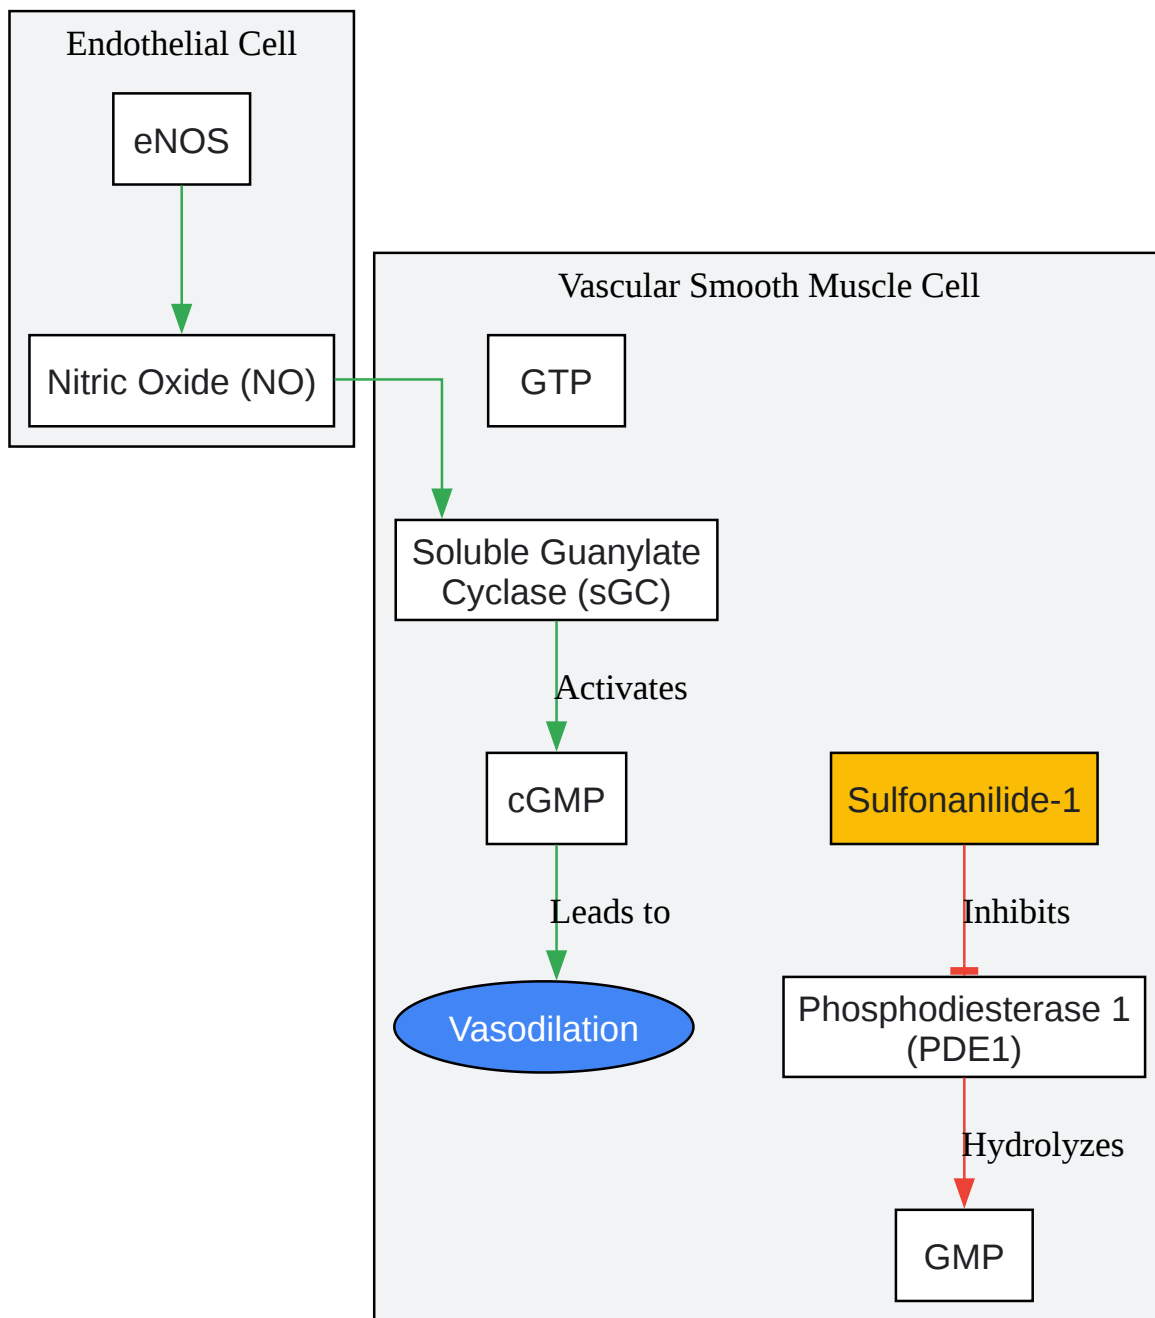 Endothelial Cell
eNOS
Nitric Oxide (NO)
Vascular Smooth Muscle Cell
GTP
Soluble Guanylate
Cyclase (sGC)
Activates
cGMP
Leads to
Vasodilation
Sulfonanilide-1
Inhibits
Phosphodiesterase 1
(PDE1)
Hydrolyzes
GMP